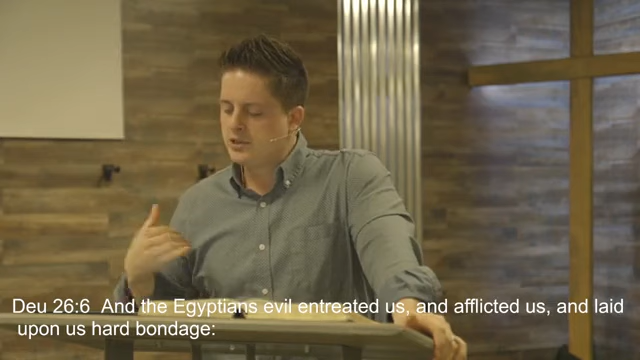 Deu 26:6 And the Egyptians evil entreated us, and afflicted us, and laid
upon us hard bondage: